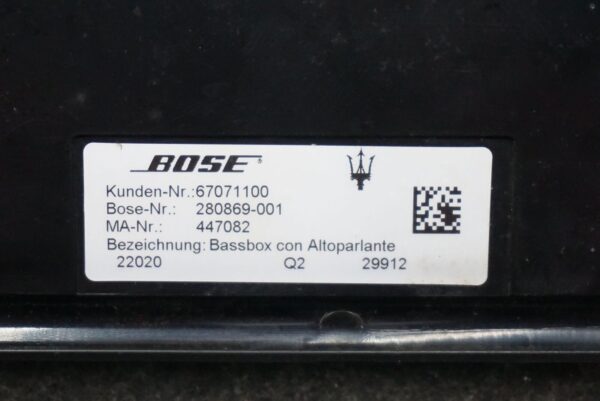 BOSE®
Kunden-Nr.:67071100
Bose-Nr.: 280869-001
MA-Nr.: 447082
Bezeichnung: Bassbox con Altoparlante
22020 Q2 29912